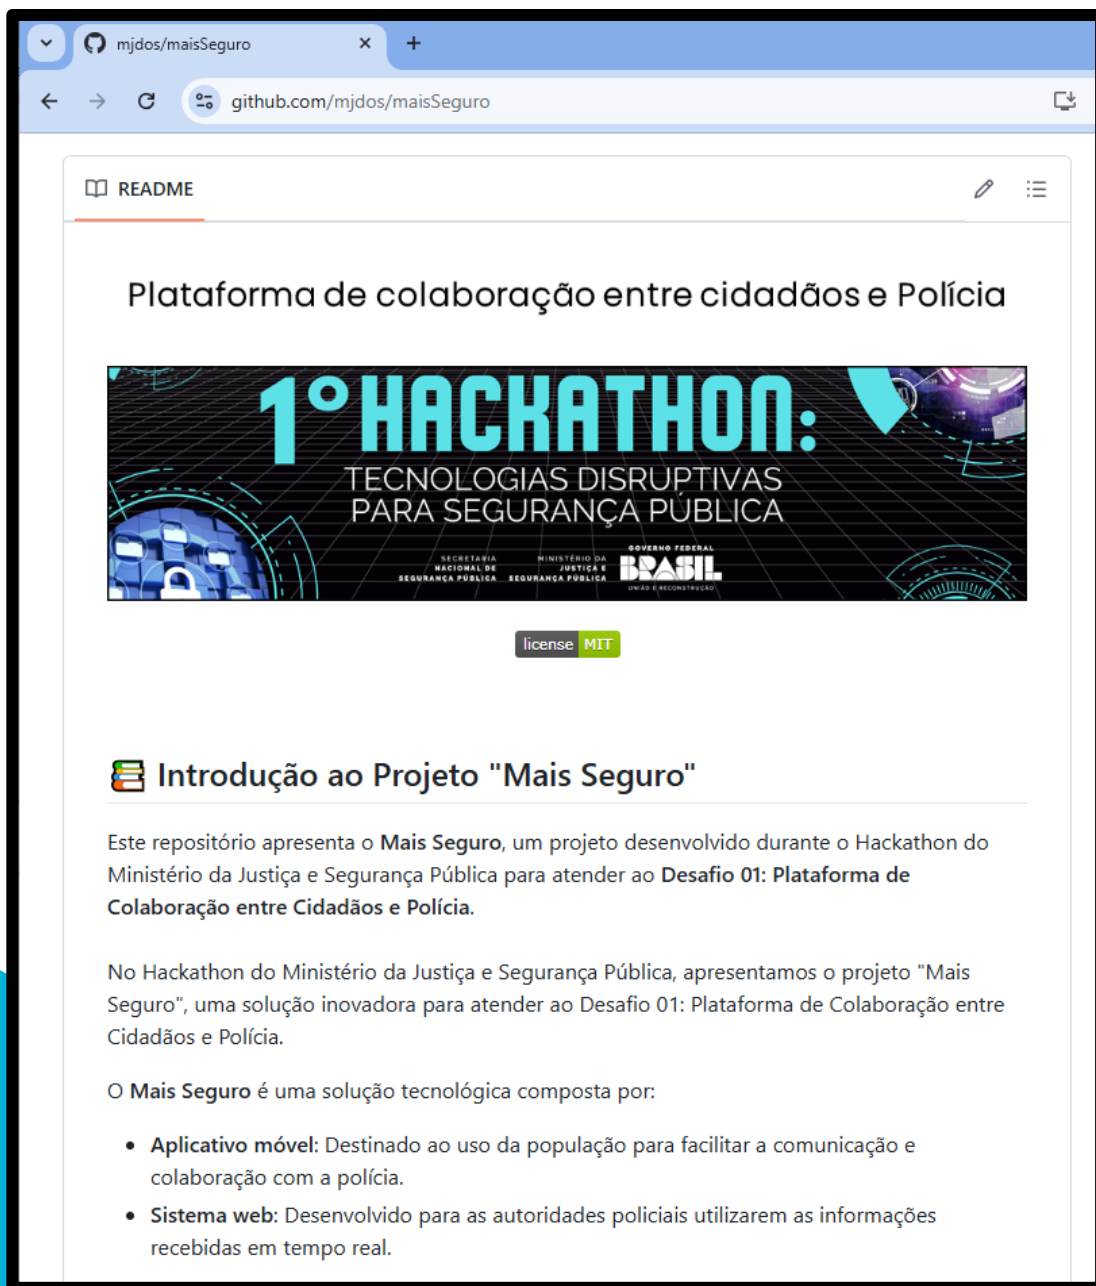 mjdos/maisSeguro
github.com/mjdos/maisSeguro
README
Plataforma de colaboração entre cidadãos e Polícia
1º HACKATHON:
TECNOLOGIAS DISRUPTIVAS
PARA SEGURANÇA PÚBLICA
SECRETARIA
NACIONAL DE
SEGURANÇA PÚBLICA
MINISTÉRIO DA
JUSTIÇA E
SEGURANÇA PÚBLICA
GOVERNO FEDERAL
BRASIL
UNIÃO E RECONSTRUÇÃO
license MIT
Introdução ao Projeto "Mais Seguro"
Este repositório apresenta o Mais Seguro, um projeto desenvolvido durante o Hackathon do
Ministério da Justiça e Segurança Pública para atender ao Desafio 01: Plataforma de
Colaboração entre Cidadãos e Polícia.
No Hackathon do Ministério da Justiça e Segurança Pública, apresentamos o projeto "Mais
Seguro", uma solução inovadora para atender ao Desafio 01: Plataforma de Colaboração entre
Cidadãos e Polícia.
O Mais Seguro é uma solução tecnológica composta por:
• Aplicativo móvel: Destinado ao uso da população para facilitar a comunicação e
colaboração com a polícia.
• Sistema web: Desenvolvido para as autoridades policiais utilizarem as informações
recebidas em tempo real.